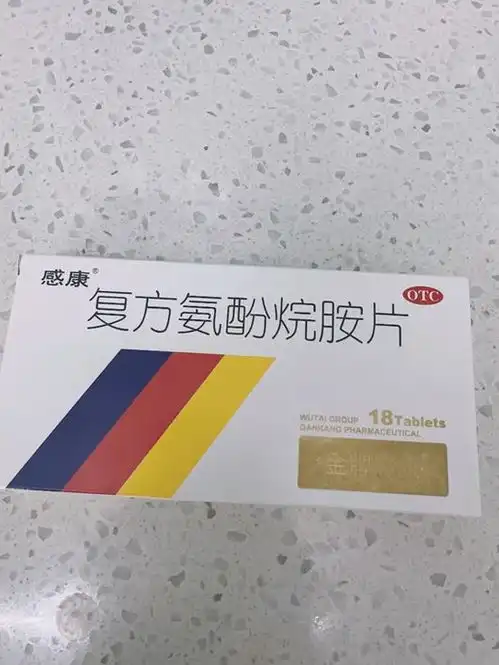 感康®
OTC
复方氨酚烷胺片
WUTAI GROUP 18Tablets
GANKANG PHARMACEUTICAL